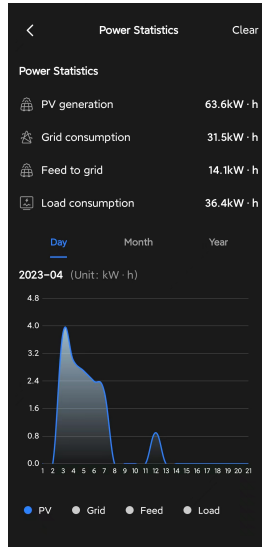 Power Statistics Clear
Power Statistics
PV generation 63.6kW · h
Grid consumption 31.5kW · h
Feed to grid 14.1kW · h
Load consumption 36.4kW · h
Day Month Year
2023-04 (Unit: kW · h)
4.8
4.0
3.2
2.4
1.6
0.8
0.0
1 2 3 4 5 6 7 8 9 10 11 12 13 14 15 16 17 18 19 20 21
PV Grid Feed Load